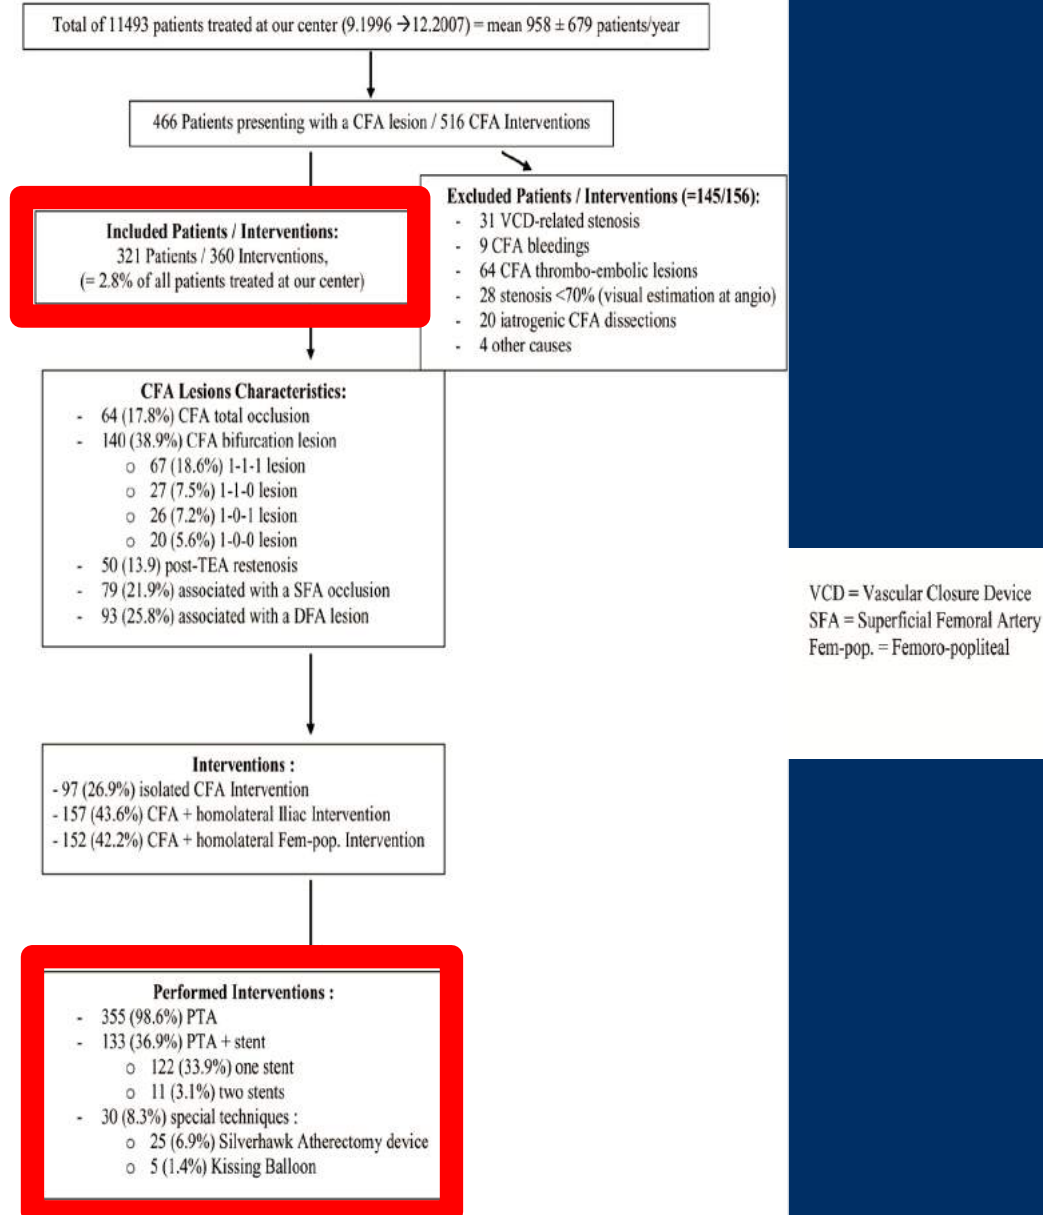 Total of 11493 patients treated at our center (9.1996 →12.2007) = mean 958 ± 679 patients/year
466 Patients presenting with a CFA lesion / 516 CFA Interventions
Included Patients / Interventions:
321 Patients / 360 Interventions,
(= 2.8% of all patients treated at our center)
Excluded Patients / Interventions (=145/156):
- 31 VCD-related stenosis
- 9 CFA bleedings
- 64 CFA thrombo-embolic lesions
- 28 stenosis <70% (visual estimation at angio)
- 20 iatrogenic CFA dissections
- 4 other causes
CFA Lesions Characteristics:
- 64 (17.8%) CFA total occlusion
- 140 (38.9%) CFA bifurcation lesion
o 67 (18.6%) 1-1-1 lesion
o 27 (7.5%) 1-1-0 lesion
o 26 (7.2%) 1-0-1 lesion
o 20 (5.6%) 1-0-0 lesion
- 50 (13.9) post-TEA restenosis
- 79 (21.9%) associated with a SFA occlusion
- 93 (25.8%) associated with a DFA lesion
VCD = Vascular Closure Device
SFA = Superficial Femoral Artery
Fem-pop. = Femoro-popliteal
Interventions :
- 97 (26.9%) isolated CFA Intervention
- 157 (43.6%) CFA + homolateral Iliac Intervention
- 152 (42.2%) CFA + homolateral Fem-pop. Intervention
Performed Interventions :
- 355 (98.6%) PTA
- 133 (36.9%) PTA + stent
o 122 (33.9%) one stent
o 11 (3.1%) two stents
- 30 (8.3%) special techniques :
o 25 (6.9%) Silverhawk Atherectomy device
o 5 (1.4%) Kissing Balloon